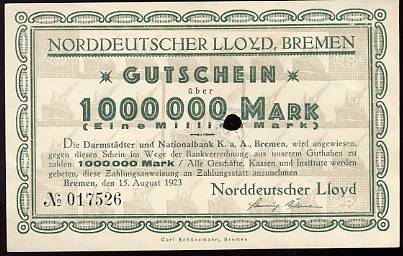 NORDDEUTSCHER LLOYD, BREMEN
GUTSCHEIN
über
1000000 MARK
(Eine Million Mark)
Die Darmstädter und Nationalbank K. a. A., Bremen, wird angewiesen,
gegen diesen Schein im Wege der Bankverrechnung aus unserem Guthaben zu
zahlen: 1000000 Mark / Alle Geschäfte, Kassen und Institute werden
gebeten, diese Zahlungsanweisung an Zahlungsstatt anzunehmen
Bremen, den 15. August 1923
Norddeutscher Lloyd
№ 017526
Carl Schünemann, Bremen